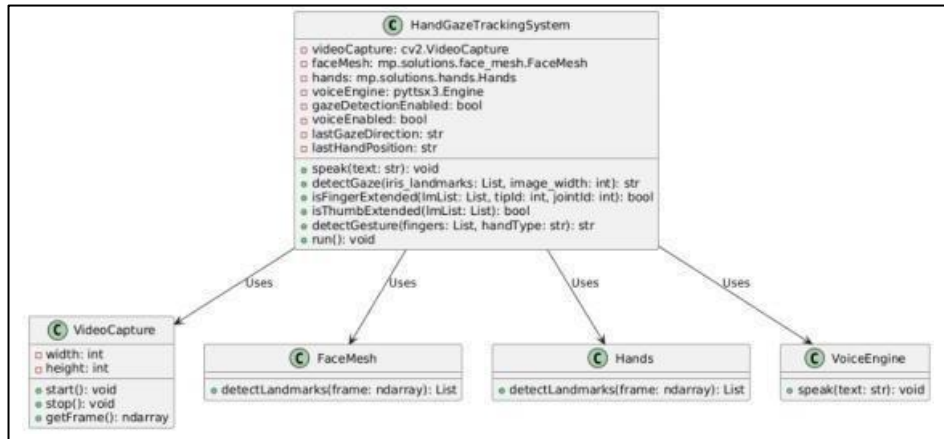 C HandGazeTrackingSystem
videoCapture: cv2.VideoCapture
faceMesh: mp.solutions.face_mesh.FaceMesh
hands: mp.solutions.hands.Hands
voiceEngine: pyttsx3.Engine
gazeDetectionEnabled: bool
voiceEnabled: bool
lastGazeDirection: str
lastHandPosition: str
speak(text: str): void
detectGaze(iris_landmarks: List, image_width: int): str
isFingerExtended(lmList: List, tipId: int, jointId: int): bool
isThumbExtended(lmList: List): bool
detectGesture(fingers: List, handType: str): str
run(): void
Uses
Uses
Uses
Uses
C VideoCapture
width: int
height: int
start(): void
stop(): void
getFrame(): ndarray
C FaceMesh
detectLandmarks(frame: ndarray): List
C Hands
detectLandmarks(frame: ndarray): List
C VoiceEngine
speak(text: str): void